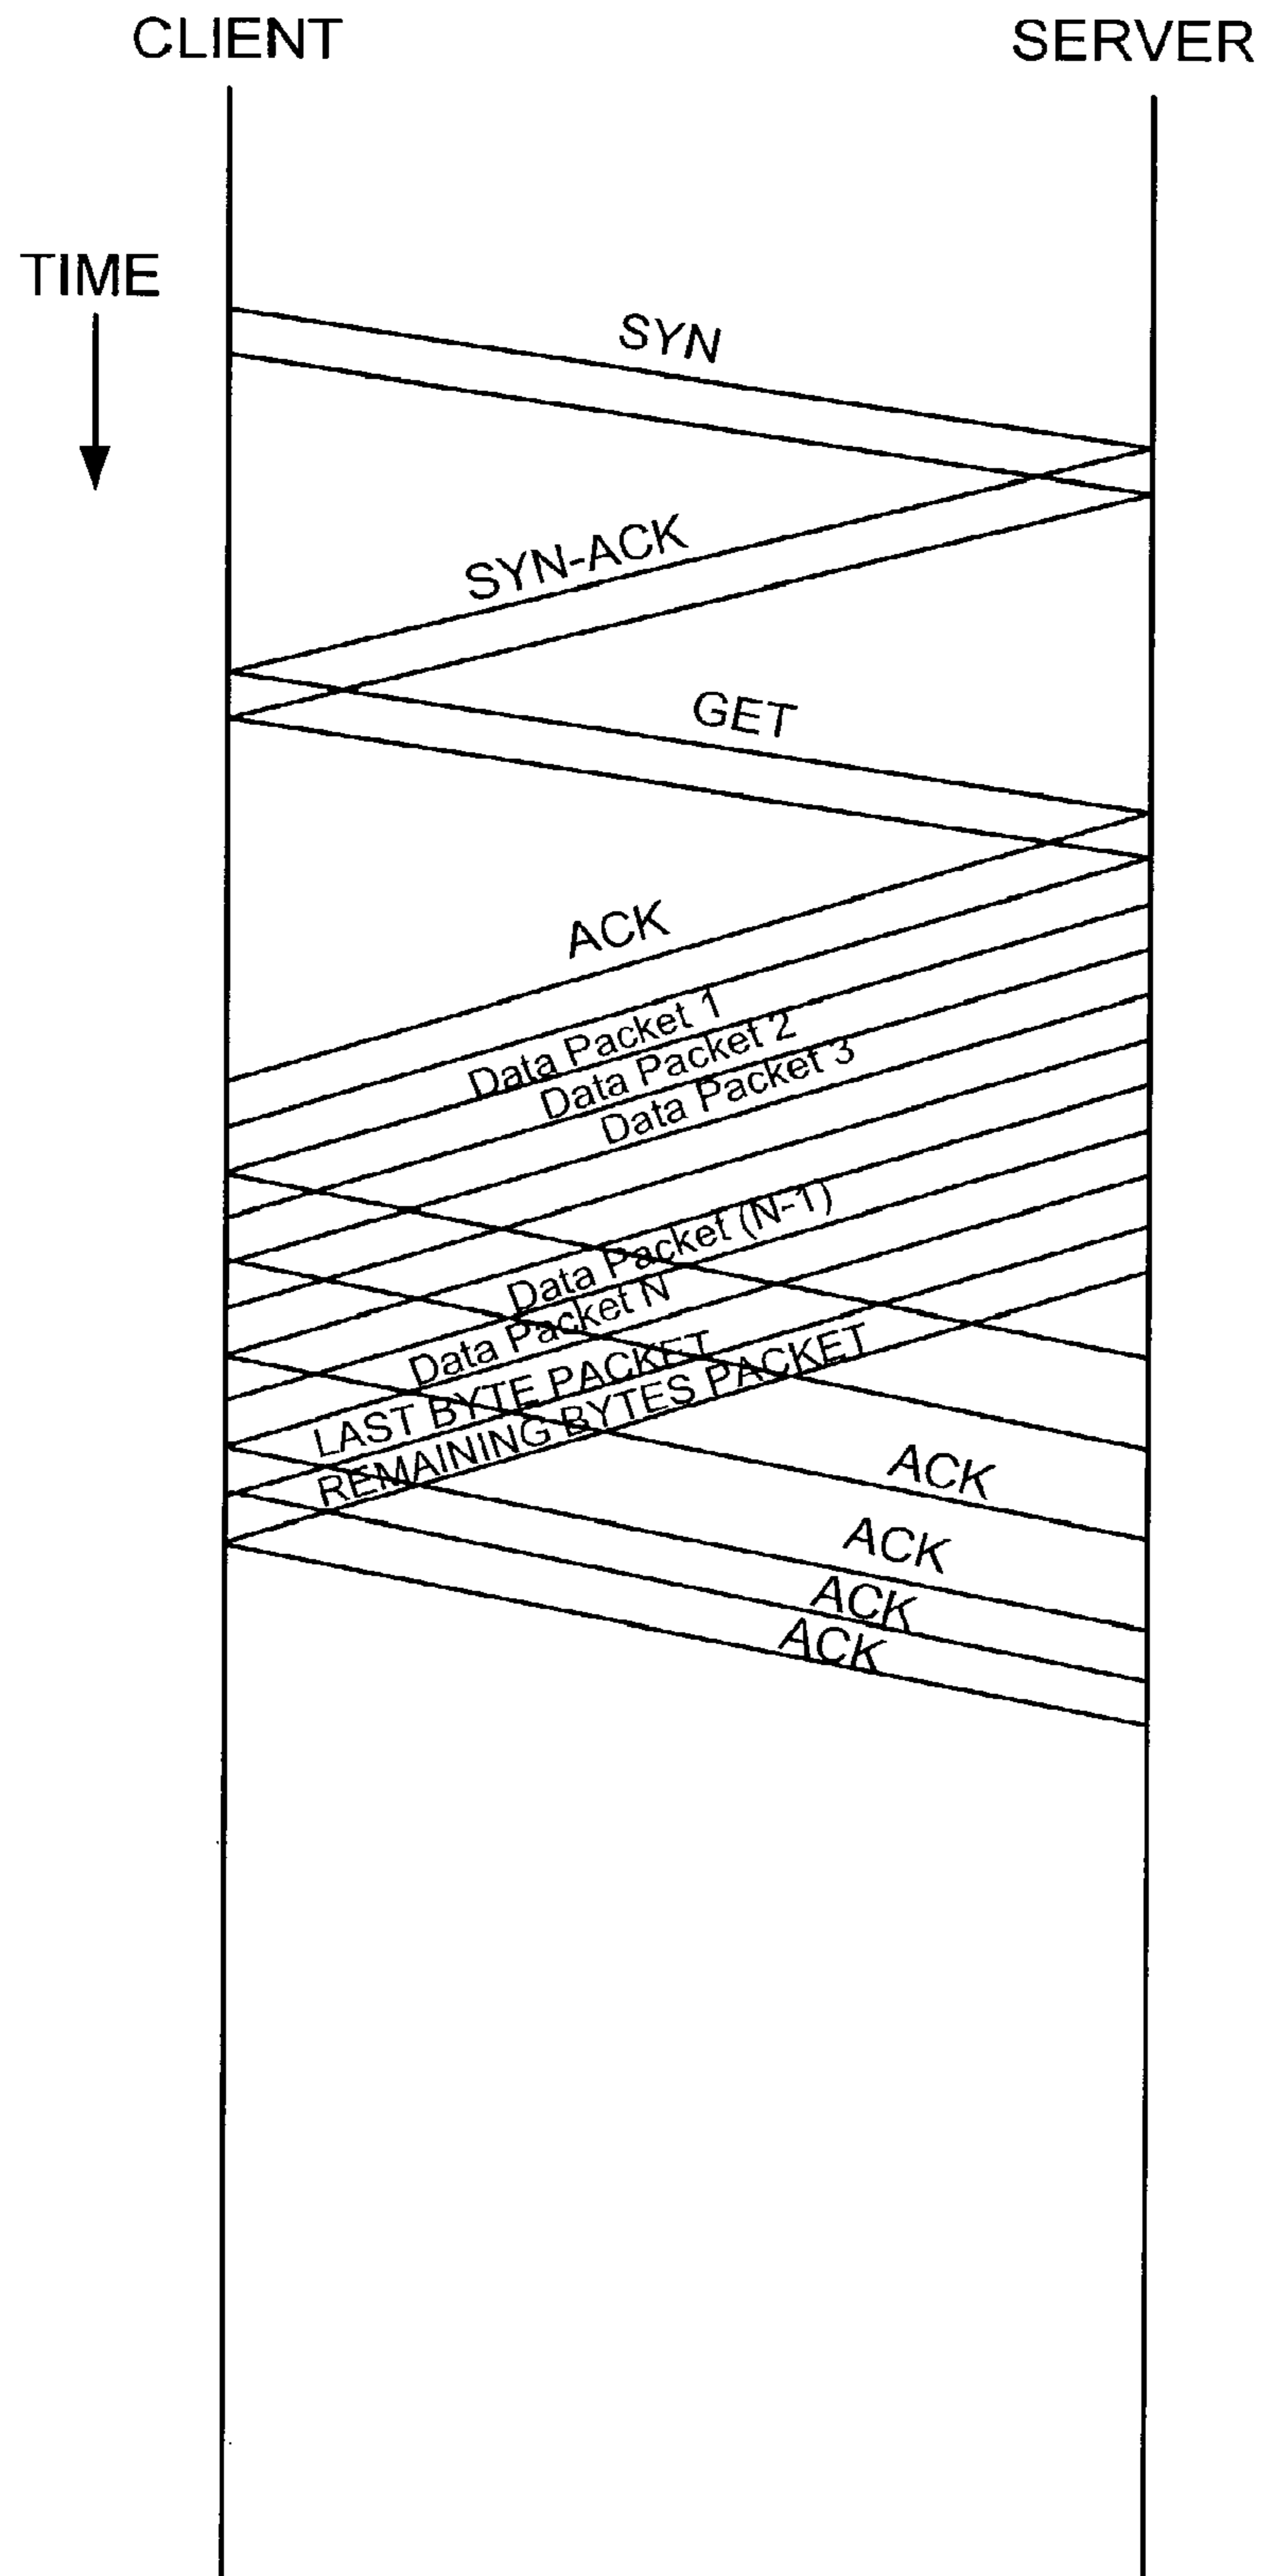 CLIENT
SERVER
TIME
SYN
SYN-ACK
GET
ACK
Data Packet 1
Data Packet 2
Data Packet 3
Data Packet (N-1)
Data Packet N
LAST BYTE PACKET
REMAINING BYTES PACKET
ACK
ACK
ACK
ACK